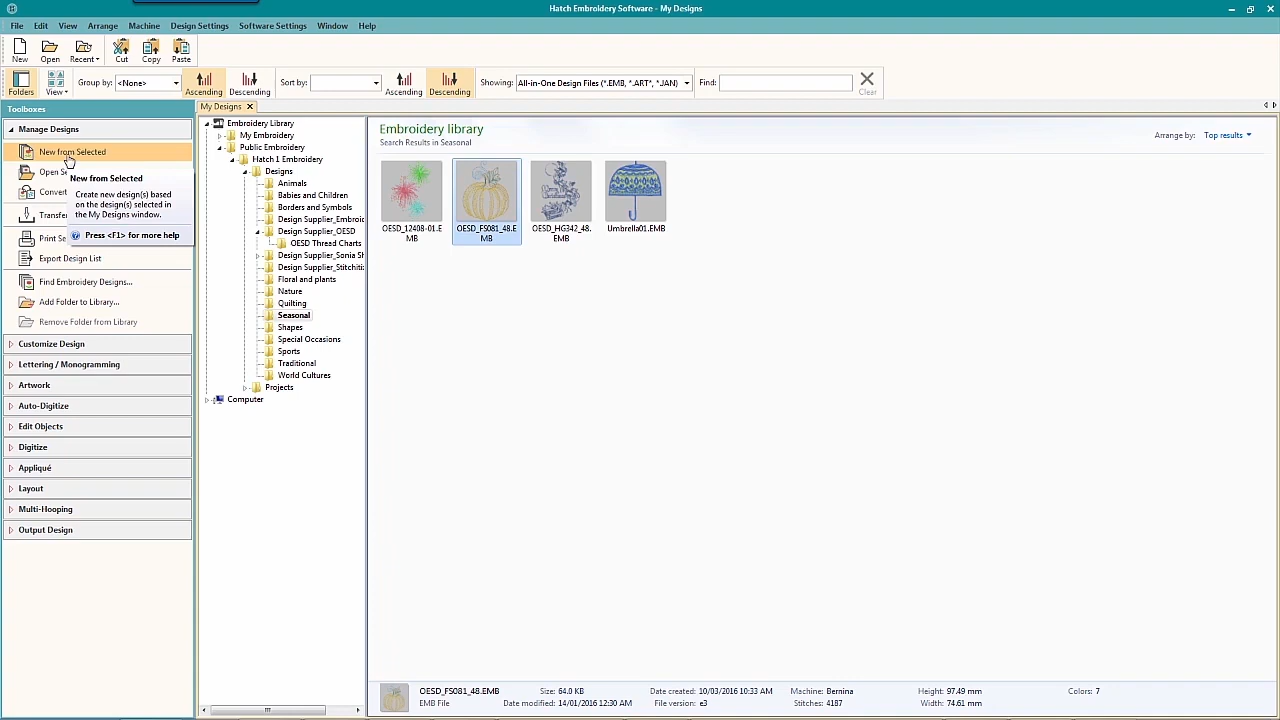 Hatch Embroidery Software - My Designs
File Edit View Arrange Machine Design Settings Software Settings Window Help
New Open Recent Cut Copy Paste
Folders View Group by: <None> Ascending Descending Sort by: Ascending Descending Showing: All-in-One Design Files (*.EMB, *.ART*, *.JAN) Find: Clear
Toolboxes
My Designs
Manage Designs
New from Selected
Open Se
Convert
Transfe
Print Se
Export Design List
Find Embroidery Designs...
Add Folder to Library...
Remove Folder from Library
Customize Design
Lettering / Monogramming
Artwork
Auto-Digitize
Edit Objects
Digitize
Appliqué
Layout
Multi-Hooping
Output Design
New from Selected
Create new design(s) based
on the design(s) selected in
the My Designs window.
Press <F1> for more help
Embroidery Library
My Embroidery
Public Embroidery
Hatch 1 Embroidery
Designs
Animals
Babies and Children
Borders and Symbols
Design Supplier_Embroid
Design Supplier_OESD
OESD Thread Charts
Design Supplier_Sonia Sh
Design Supplier_Stitchitiz
Floral and plants
Nature
Quilting
Seasonal
Shapes
Special Occasions
Sports
Traditional
World Cultures
Projects
Computer
Embroidery library
Search Results in Seasonal
Arrange by: Top results
OESD_12408-01.E
MB
OESD_FS081_48.E
MB
OESD_HG342_48.
EMB
Umbrella01.EMB
OESD_FS081_48.EMB Size: 64.0 KB Date created: 10/03/2016 10:33 AM Machine: Bernina Height: 97.49 mm Colors: 7
EMB File Date modified: 14/01/2016 12:30 AM File version: e3 Stitches: 4187 Width: 74.61 mm